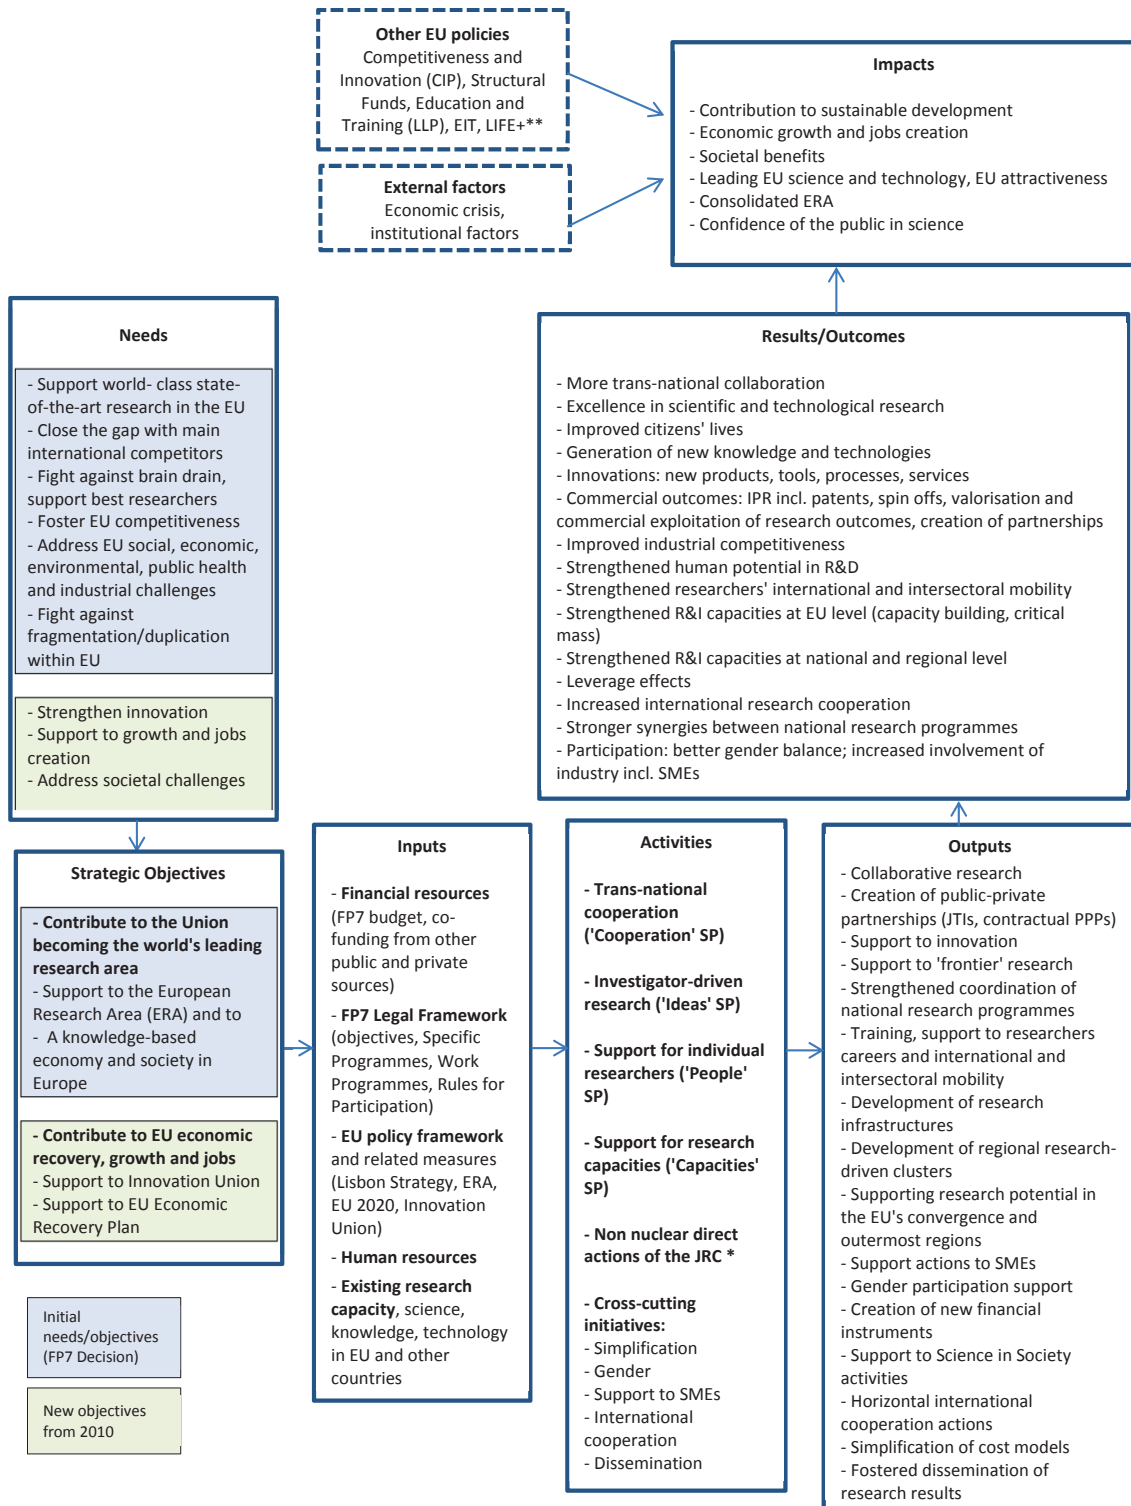 Other EU policies
Competitiveness and
Innovation (CIP), Structural
Funds, Education and
Training (LLP), EIT, LIFE+**
External factors
Economic crisis,
institutional factors
Impacts
- Contribution to sustainable development
- Economic growth and jobs creation
- Societal benefits
- Leading EU science and technology, EU attractiveness
- Consolidated ERA
- Confidence of the public in science
Needs
- Support world- class state-
of-the-art research in the EU
- Close the gap with main
international competitors
- Fight against brain drain,
support best researchers
- Foster EU competitiveness
- Address EU social, economic,
environmental, public health
and industrial challenges
- Fight against
fragmentation/duplication
within EU
- Strengthen innovation
- Support to growth and jobs
creation
- Address societal challenges
Results/Outcomes
- More trans-national collaboration
- Excellence in scientific and technological research
- Improved citizens' lives
- Generation of new knowledge and technologies
- Innovations: new products, tools, processes, services
- Commercial outcomes: IPR incl. patents, spin offs, valorisation and
commercial exploitation of research outcomes, creation of partnerships
- Improved industrial competitiveness
- Strengthened human potential in R&D
- Strengthened researchers' international and intersectoral mobility
- Strengthened R&I capacities at EU level (capacity building, critical
mass)
- Strengthened R&I capacities at national and regional level
- Leverage effects
- Increased international research cooperation
- Stronger synergies between national research programmes
- Participation: better gender balance; increased involvement of
industry incl. SMEs
Strategic Objectives
- Contribute to the Union
becoming the world's leading
research area
- Support to the European
Research Area (ERA) and to
- A knowledge-based
economy and society in
Europe
- Contribute to EU economic
recovery, growth and jobs
- Support to Innovation Union
- Support to EU Economic
Recovery Plan
Initial
needs/objectives
(FP7 Decision)
New objectives
from 2010
Inputs
- Financial resources
(FP7 budget, co-
funding from other
public and private
sources)
- FP7 Legal Framework
(objectives, Specific
Programmes, Work
Programmes, Rules for
Participation)
- EU policy framework
and related measures
(Lisbon Strategy, ERA,
EU 2020, Innovation
Union)
- Human resources
- Existing research
capacity, science,
knowledge, technology
in EU and other
countries
Activities
- Trans-national
cooperation
('Cooperation' SP)
- Investigator-driven
research ('Ideas' SP)
- Support for individual
researchers ('People'
SP)
- Support for research
capacities ('Capacities'
SP)
- Non nuclear direct
actions of the JRC *
- Cross-cutting
initiatives:
- Simplification
- Gender
- Support to SMEs
- International
cooperation
- Dissemination
Outputs
- Collaborative research
- Creation of public-private
partnerships (JTIs, contractual PPPs)
- Support to innovation
- Support to 'frontier' research
- Strengthened coordination of
national research programmes
- Training, support to researchers
careers and international and
intersectoral mobility
- Development of research
infrastructures
- Development of regional research-
driven clusters
- Supporting research potential in
the EU's convergence and
outermost regions
- Support actions to SMEs
- Gender participation support
- Creation of new financial
instruments
- Support to Science in Society
activities
- Horizontal international
cooperation actions
- Simplification of cost models
- Fostered dissemination of
research results